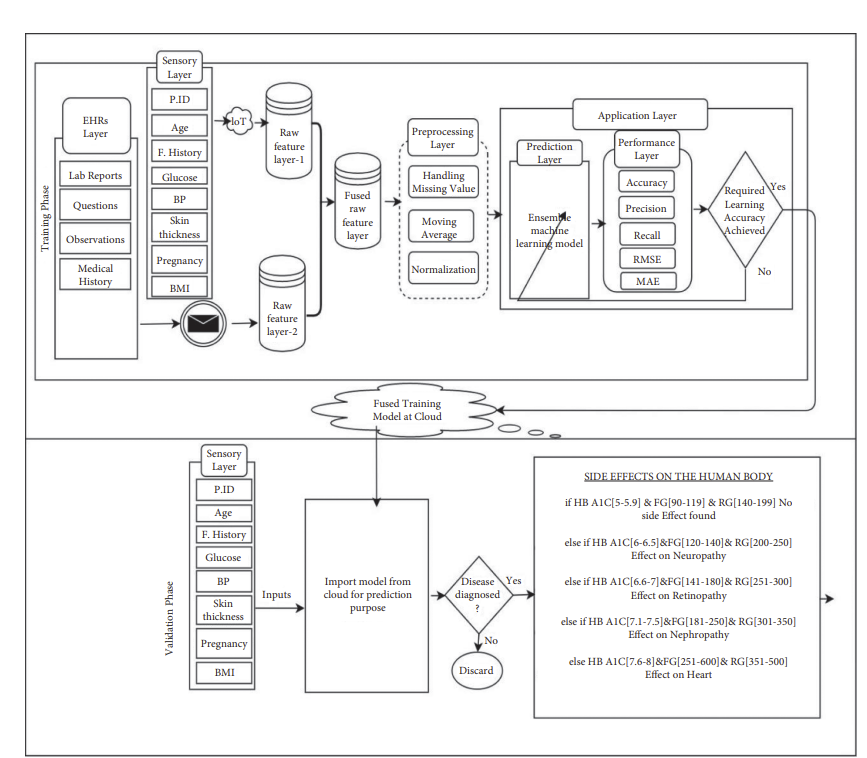 Training Phase
EHRs
Layer
Lab Reports
Questions
Observations
Medical
History
Sensory
Layer
P.ID
Age
F. History
Glucose
BP
Skin
thickness
Pregnancy
BMI
IoT
Raw
feature
layer-1
Raw
feature
layer-2
Fused
raw
feature
layer
Preprocessing
Layer
Handling
Missing Value
Moving
Average
Normalization
Application Layer
Prediction
Layer
Ensemble
machine
learning model
Performance
Layer
Accuracy
Precision
Recall
RMSE
MAE
Required
Learning
Accuracy
Achieved
Yes
No
Fused Training
Model at Cloud
Validation Phase
Sensory
Layer
P.ID
Age
F. History
Glucose
BP
Skin
thickness
Pregnancy
BMI
Inputs
Import model from
cloud for prediction
purpose
Disease
diagnosed
?
Yes
No
Discard
SIDE EFFECTS ON THE HUMAN BODY
if HB A1C[5-5.9] & FG[90-119] & RG[140-199] No
side Effect found
else if HB A1C[6-6.5]&FG[120-140]& RG[200-250]
Effect on Neuropathy
else if HB A1C[6.6-7]&FG[141-180] & RG[251-300]
Effect on Retinopathy
else if HB A1C[7.1-7.5]&FG[181-250]& RG[301-350]
Effect on Nephropathy
else HB A1C[7.6-8]&FG[251-600]& RG[351-500]
Effect on Heart